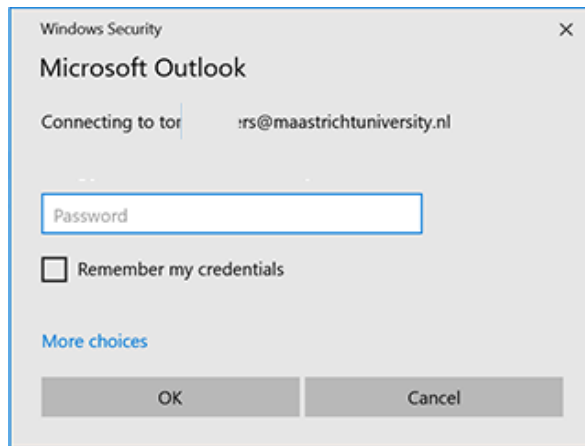 Windows Security
Microsoft Outlook
Connecting to tor ers@maastrichtuniversity.nl
Password
Remember my credentials
More choices
OK Cancel